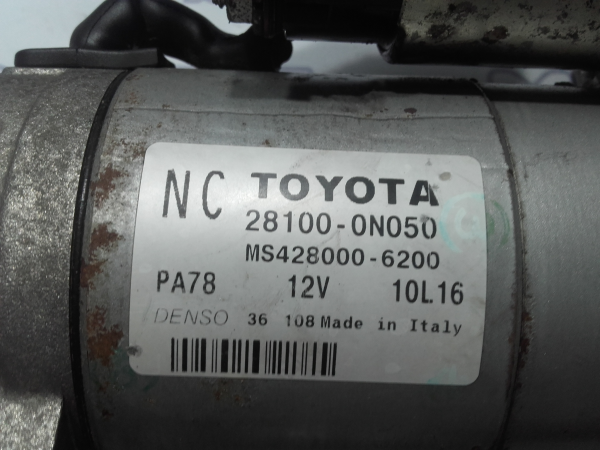 NC TOYOTA
28100-0N050
MS428000-6200
PA78 12V 10L16
DENSO 36 108 Made in Italy